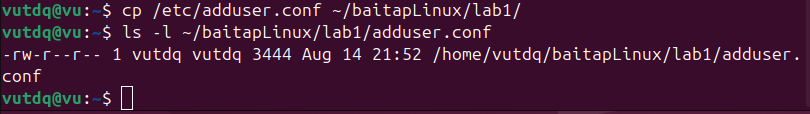 vutdq@vu:~$ cp /etc/adduser.conf ~/baitapLinux/lab1/
vutdq@vu:~$ ls -l ~/baitapLinux/lab1/adduser.conf
-rw-r--r-- 1 vutdq vutdq 3444 Aug 14 21:52 /home/vutdq/baitapLinux/lab1/adduser.
conf
vutdq@vu:~$